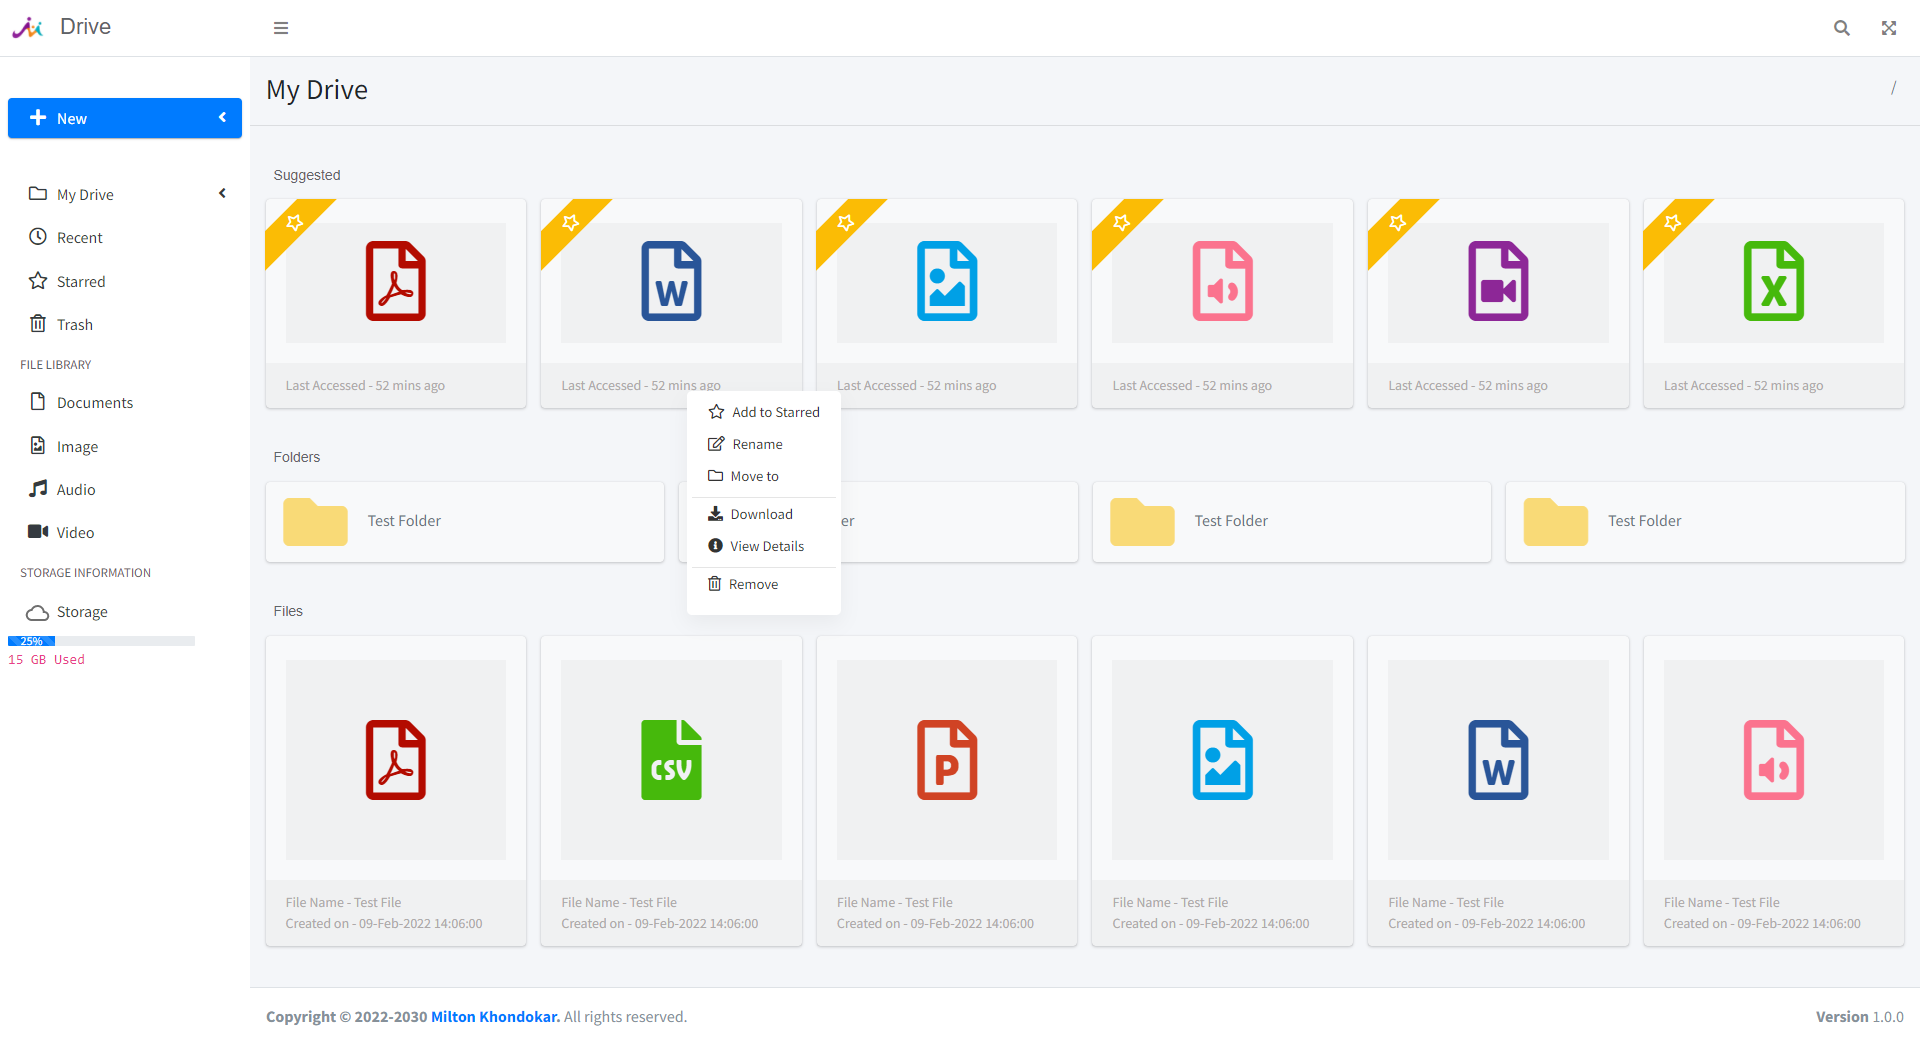 Drive
My Drive
/
New
My Drive
Recent
Starred
Trash
FILE LIBRARY
Documents
Image
Audio
Video
STORAGE INFORMATION
Storage
25%
15 GB Used
Suggested
W
X
Last Accessed - 52 mins ago
Last Accessed - 52 mins ago
Last Accessed - 52 mins ago
Last Accessed - 52 mins ago
Last Accessed - 52 mins ago
Last Accessed - 52 mins ago
Add to Starred
Rename
Move to
Download
View Details
Remove
Folders
Test Folder
er
Test Folder
Test Folder
Files
CSV
P
W
File Name - Test File
Created on - 09-Feb-2022 14:06:00
File Name - Test File
Created on - 09-Feb-2022 14:06:00
File Name - Test File
Created on - 09-Feb-2022 14:06:00
File Name - Test File
Created on - 09-Feb-2022 14:06:00
File Name - Test File
Created on - 09-Feb-2022 14:06:00
File Name - Test File
Created on - 09-Feb-2022 14:06:00
Copyright © 2022-2030 Milton Khondokar. All rights reserved.
Version 1.0.0